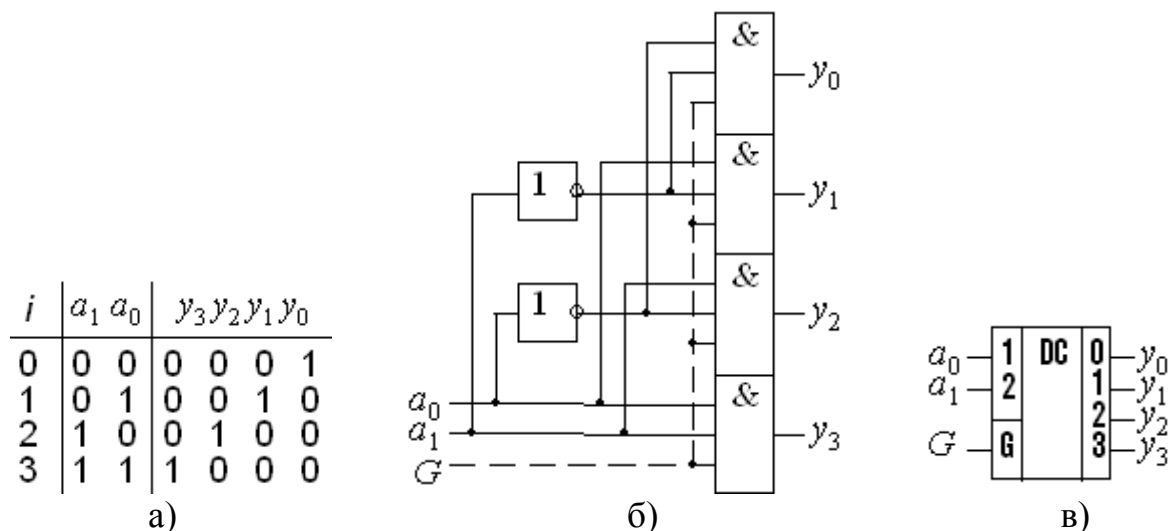 i a₁ a₀ y₃ y₂ y₁ y₀
0 0 0 0 0 0 1
1 0 1 0 0 1 0
2 1 0 0 1 0 0
3 1 1 1 0 0 0
а)
&
y₀
&
1
y₁
&
1
y₂
&
a₀
a₁
y₃
G
б)
a₀ 1 DC 0 y₀
a₁ 2 1 y₁
2 y₂
G G 3 y₃
в)